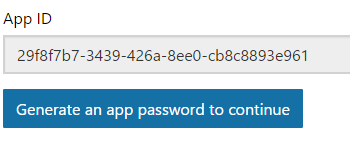 App ID
29f8f7b7-3439-426a-8ee0-cb8c8893e961
Generate an app password to continue